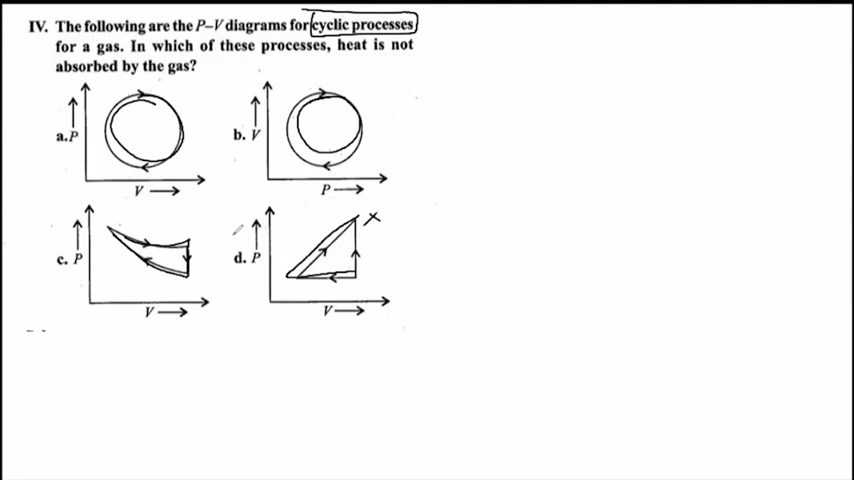 IV. The following are the P–V diagrams for cyclic processes
for a gas. In which of these processes, heat is not
absorbed by the gas?
a. P
V
b. V
P
c. P
V
d. P
V